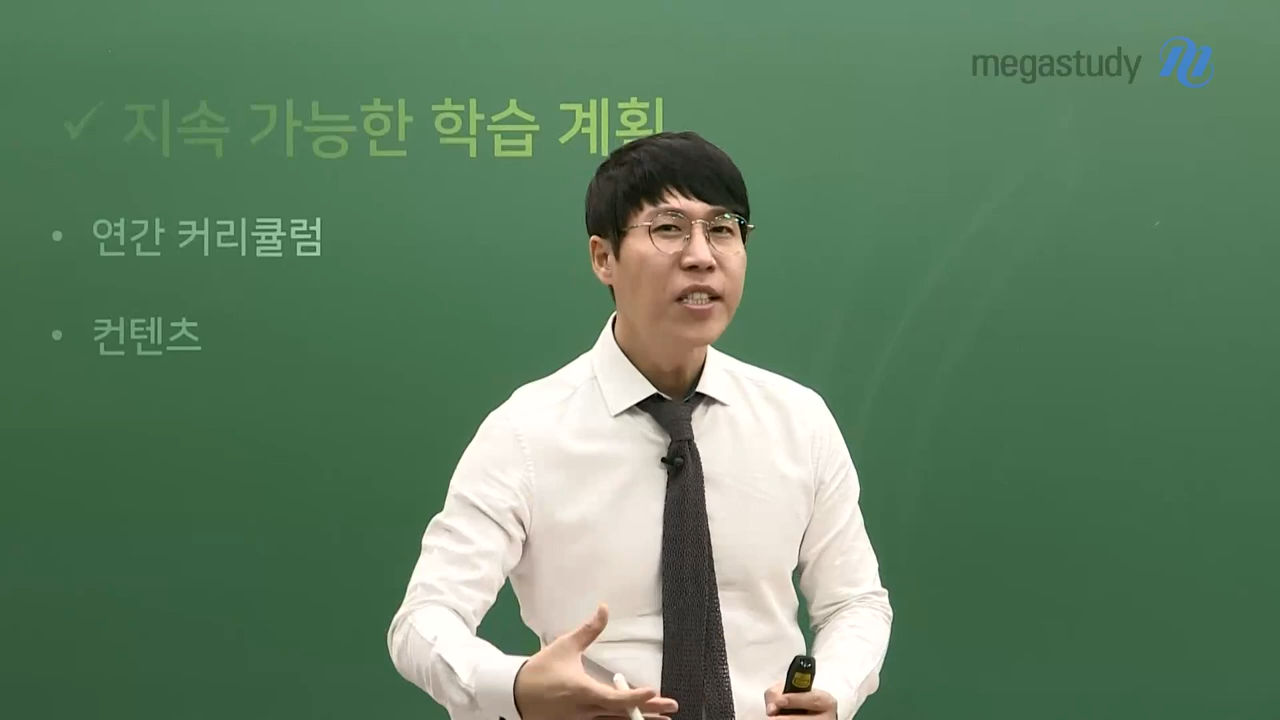 megastudy
✓ 지속 가능한 학습 계획
• 연간 커리큘럼
• 컨텐츠